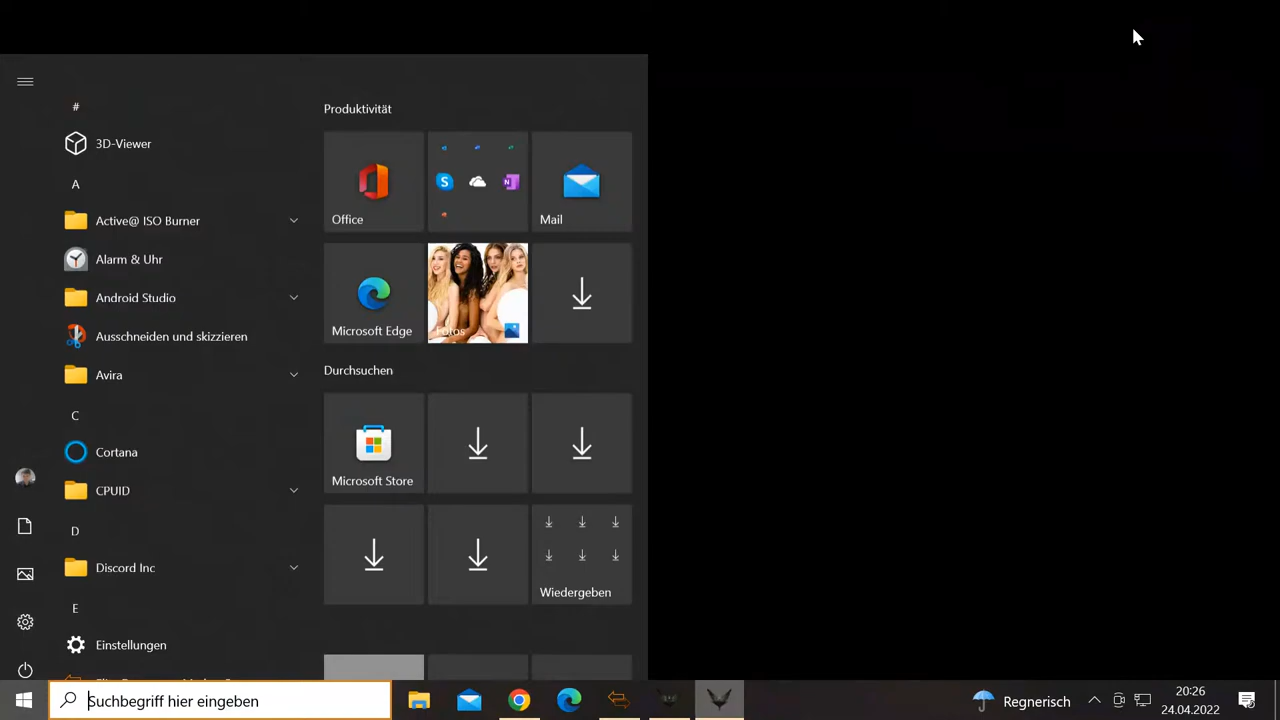 #
3D-Viewer
A
Active@ ISO Burner
Alarm & Uhr
Android Studio
Ausschneiden und skizzieren
Avira
C
Cortana
CPUID
D
Discord Inc
E
Einstellungen
Produktivität
Office
Mail
Microsoft Edge
Fotos
Durchsuchen
Microsoft Store
Wiedergeben
Suchbegriff hier eingeben
Regnerisch
20:26
24.04.2022